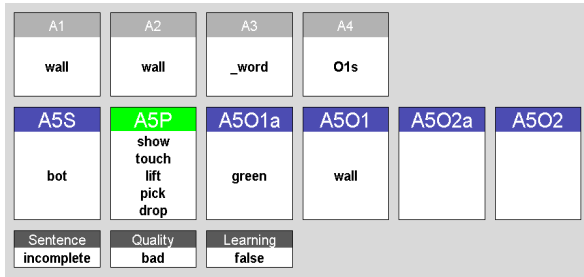 A1 A2 A3 A4
wall wall _word O1s
A5S A5P A5O1a A5O1 A5O2a A5O2
show
touch
bot lift green wall
pick
drop
Sentence Quality Learning
incomplete bad false